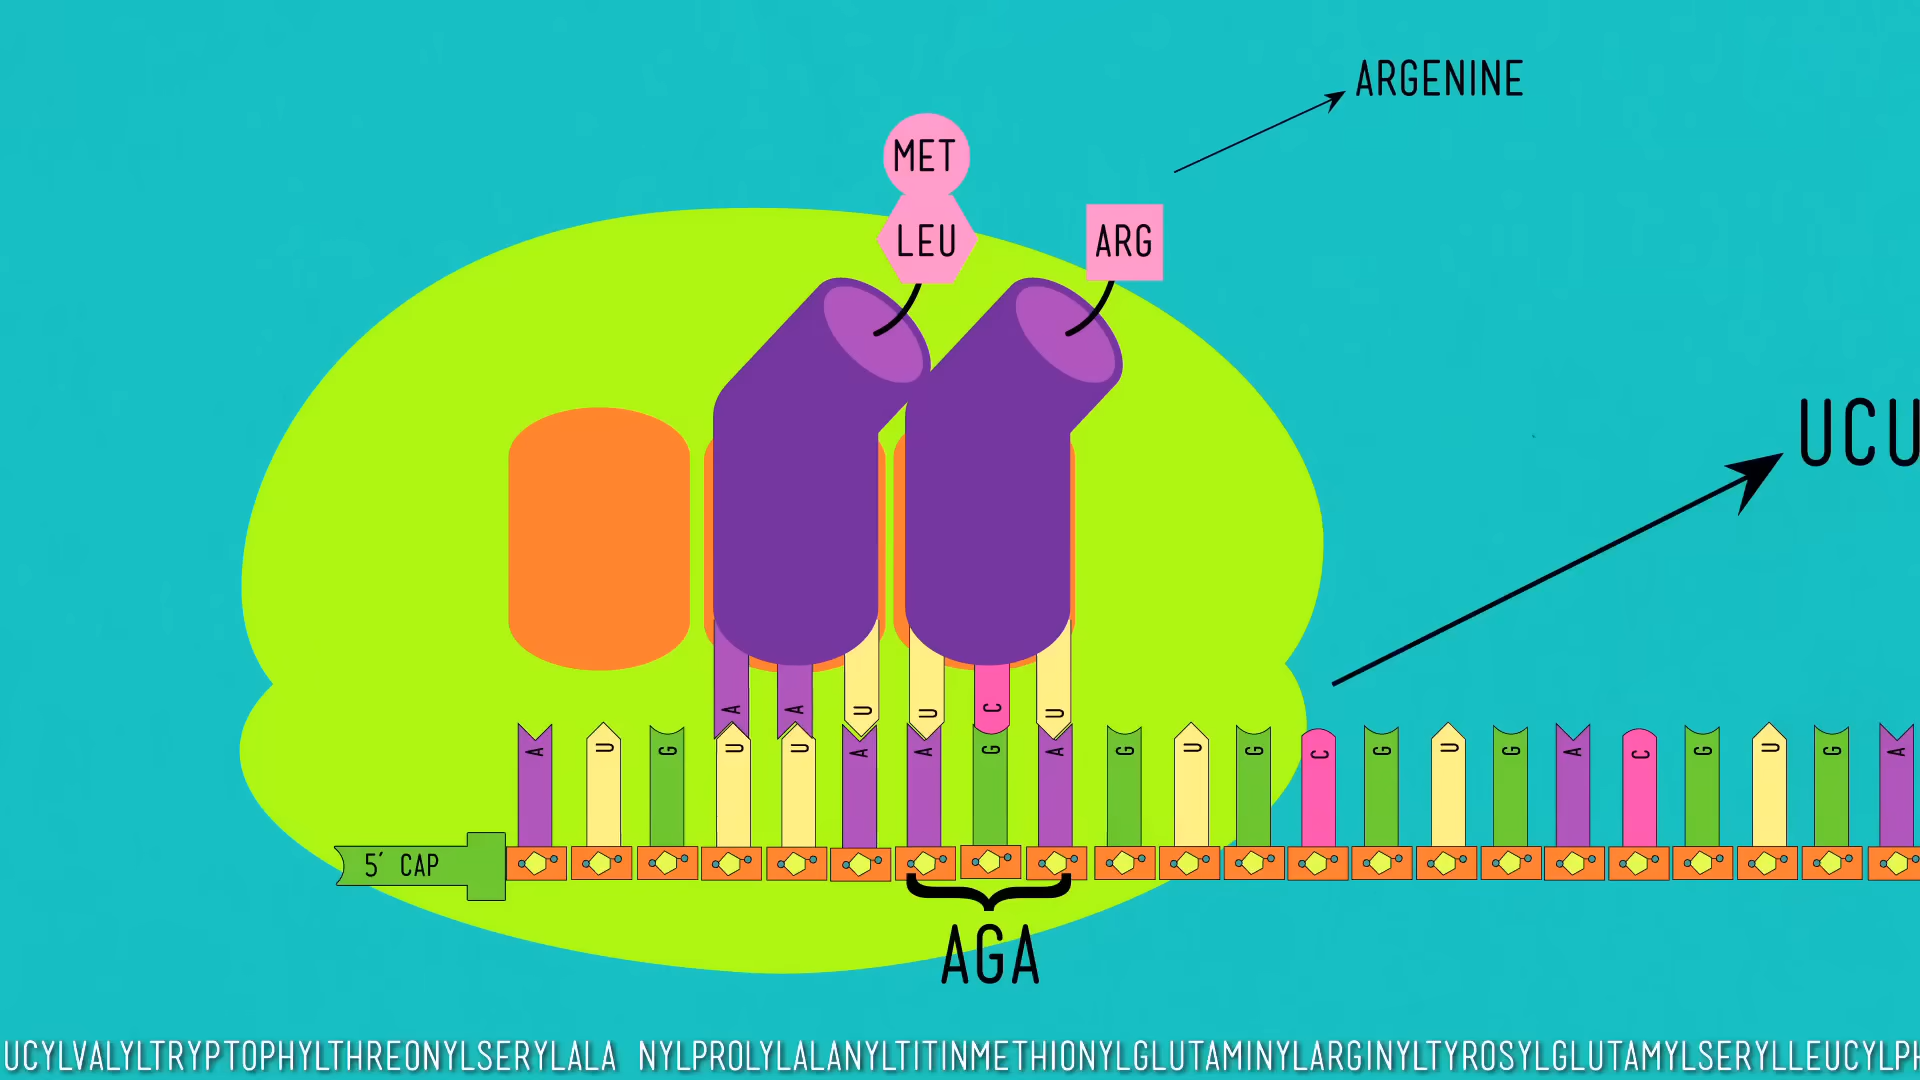 ARGENINE
MET
LEU
ARG
UCU
A A U U C U
A U G U U A A G A G U G C G U G A C G U G A
5' CAP
AGA
UCYLVALYLTRYPTOPHYLTHREONYLSERYLALA NYLPROLYLALANYLTITINMETHIONYLGLUTAMINYLARGINYLTYROSYLGLUTAMYLSERYLLEUCYLPH